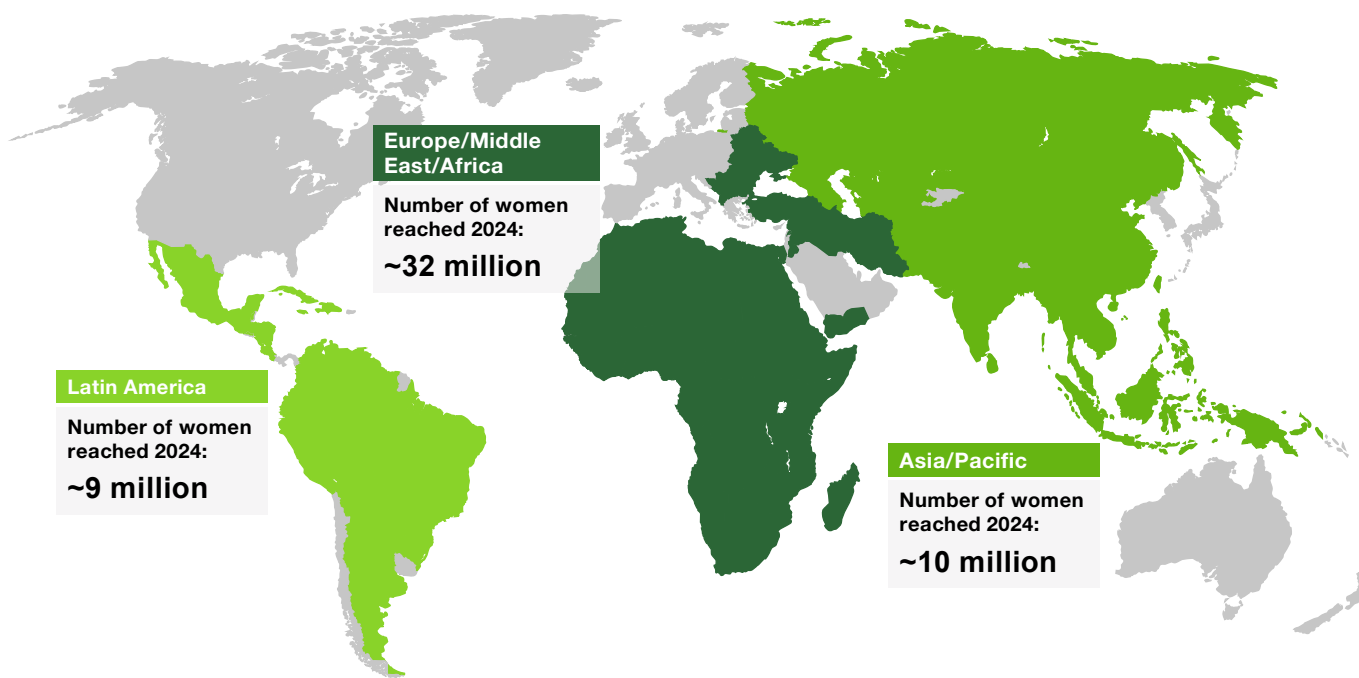 Europe/Middle
East/Africa
Number of women
reached 2024:
~32 million
Latin America
Number of women
reached 2024:
~9 million
Asia/Pacific
Number of women
reached 2024:
~10 million